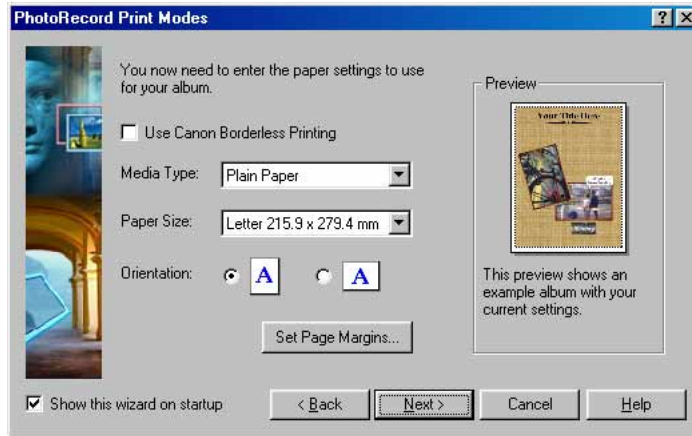 PhotoRecord Print Modes
You now need to enter the paper settings to use
for your album.
Use Canon Borderless Printing
Media Type:
Plain Paper
Paper Size:
Letter 215.9 x 279.4 mm
Orientation:
A
A
Set Page Margins...
Preview
Your Title Here
This preview shows an
example album with your
current settings.
Show this wizard on startup
< Back
Next >
Cancel
Help